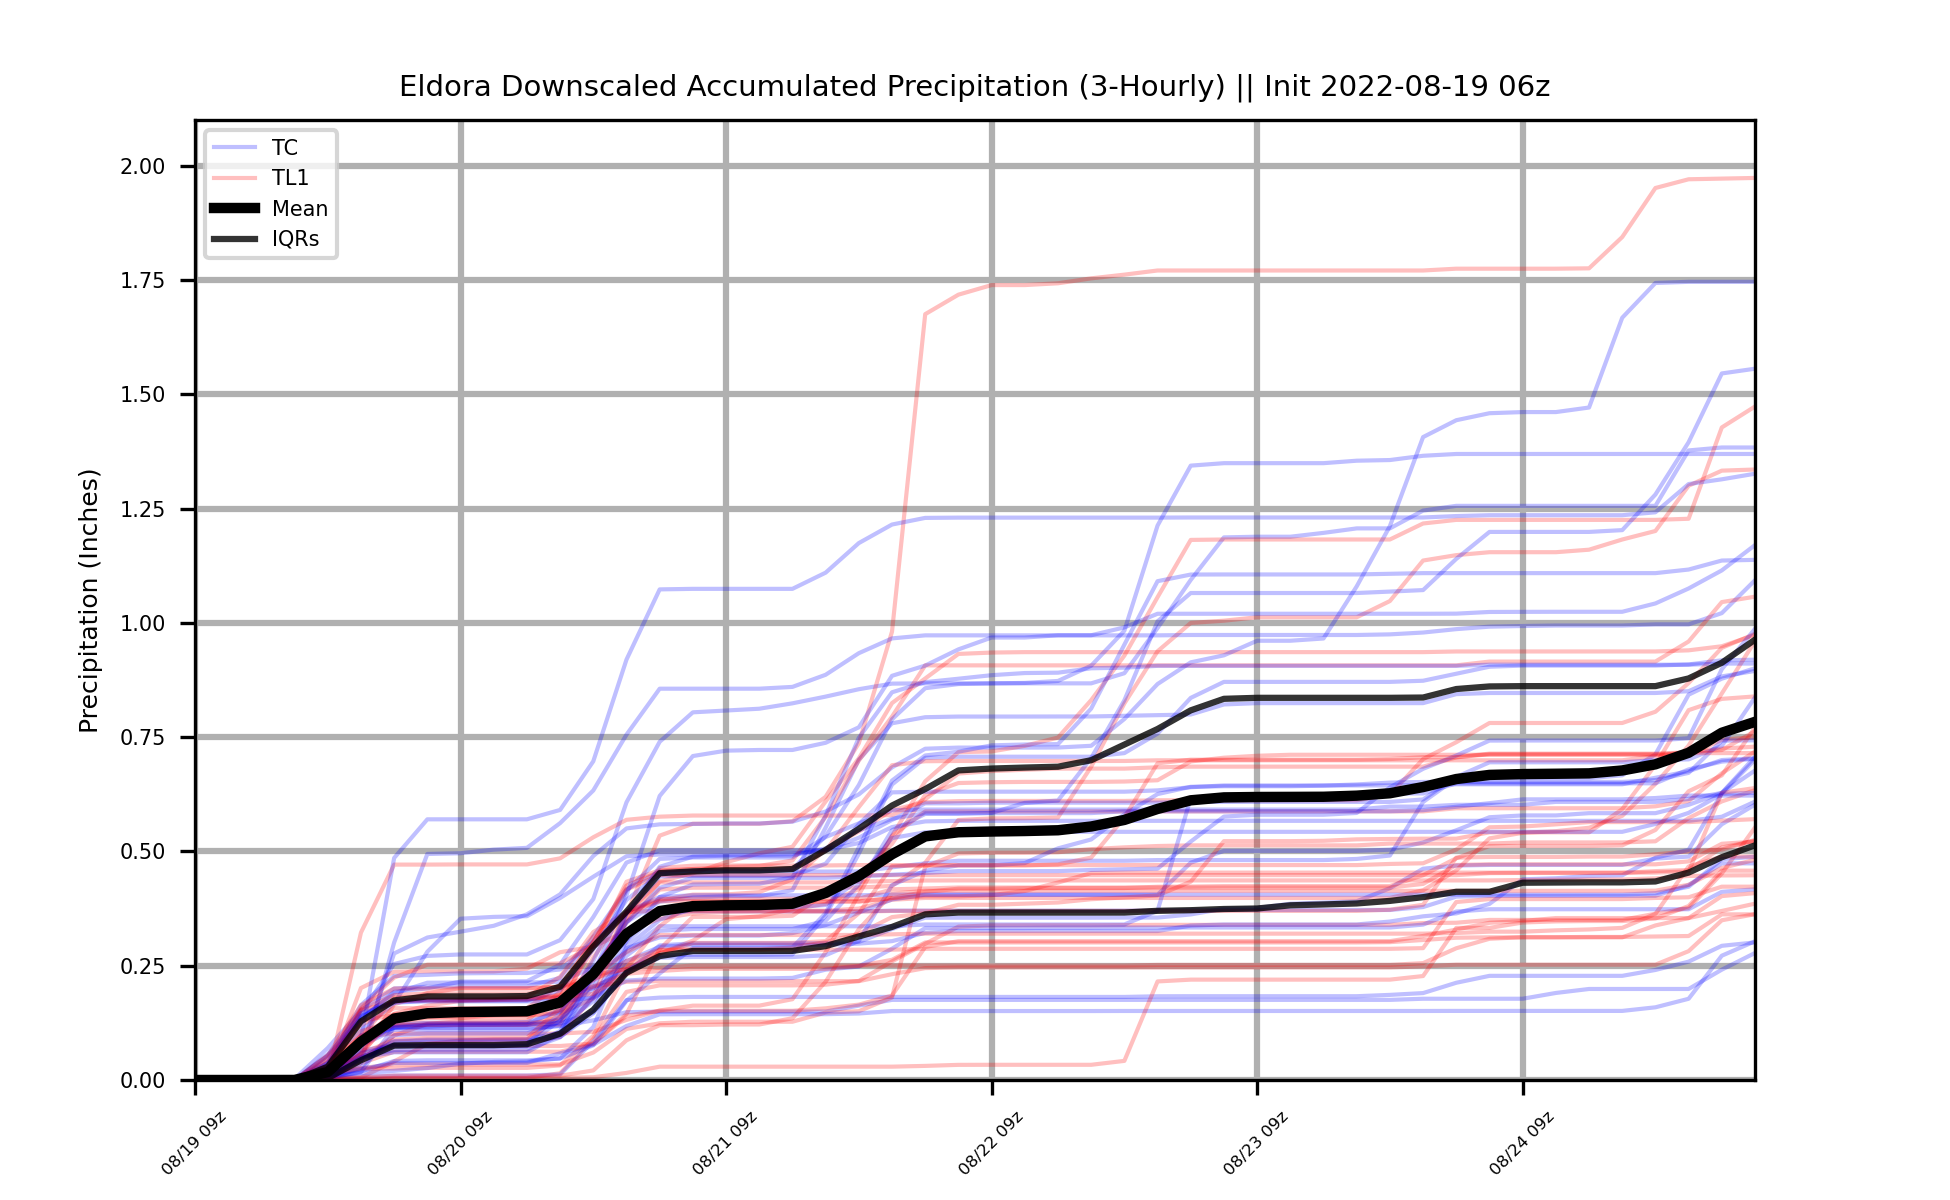 Eldora Downscaled Accumulated Precipitation (3-Hourly) || Init 2022-08-19 06z
TC
TL1
Mean
IQRs
Precipitation (Inches)
2.00
1.75
1.50
1.25
1.00
0.75
0.50
0.25
0.00
08/19 09z
08/20 09z
08/21 09z
08/22 09z
08/23 09z
08/24 09z